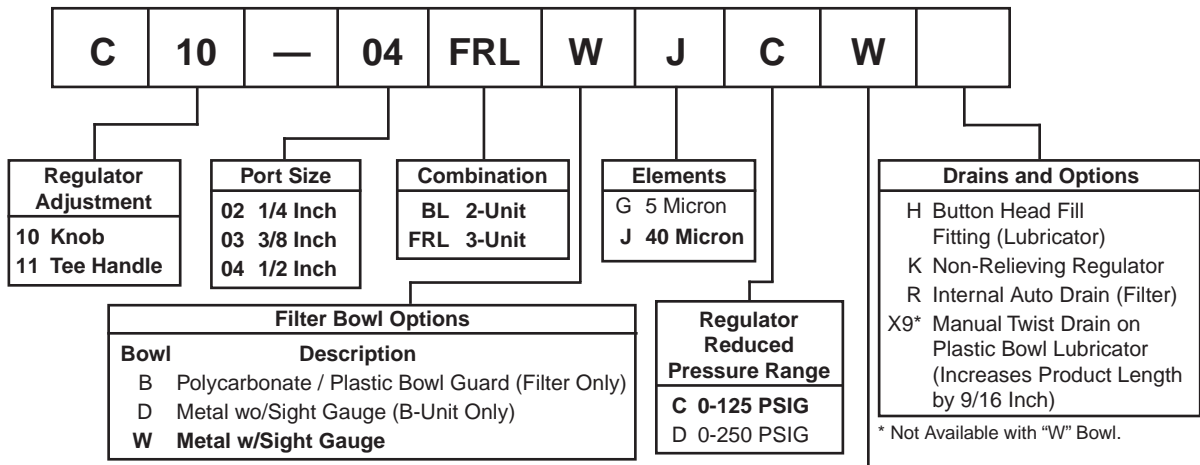 C 10 — 04 FRL W J C W
Regulator
Adjustment
10 Knob
11 Tee Handle
Port Size
02 1/4 Inch
03 3/8 Inch
04 1/2 Inch
Combination
BL 2-Unit
FRL 3-Unit
Elements
G 5 Micron
J 40 Micron
Drains and Options
H Button Head Fill
Fitting (Lubricator)
K Non-Relieving Regulator
R Internal Auto Drain (Filter)
X9* Manual Twist Drain on
Plastic Bowl Lubricator
(Increases Product Length
by 9/16 Inch)
* Not Available with “W” Bowl.
Filter Bowl Options
Bowl Description
B Polycarbonate / Plastic Bowl Guard (Filter Only)
D Metal wo/Sight Gauge (B-Unit Only)
W Metal w/Sight Gauge
Regulator
Reduced
Pressure Range
C 0-125 PSIG
D 0-250 PSIG